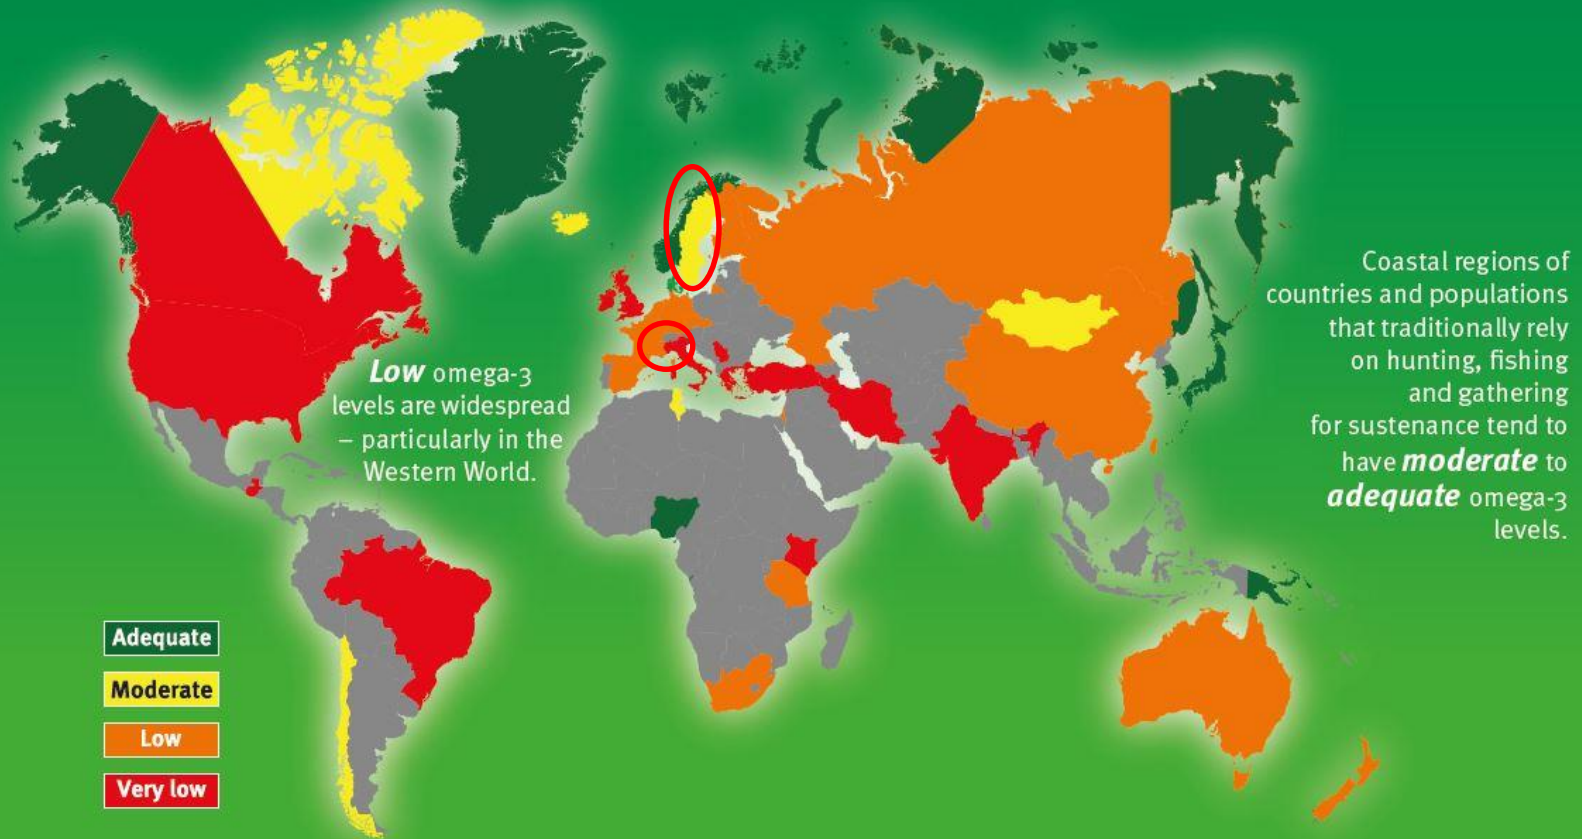 Low omega-3
levels are widespread
– particularly in the
Western World.
Coastal regions of
countries and populations
that traditionally rely
on hunting, fishing
and gathering
for sustenance tend to
have moderate to
adequate omega-3
levels.
Adequate
Moderate
Low
Very low